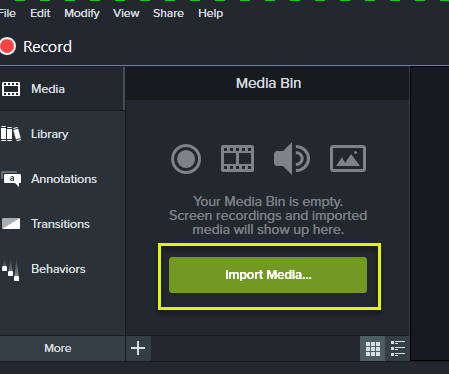 File Edit Modify View Share Help
Record
Media
Library
a
Annotations
Transitions
Behaviors
More
Media Bin
Your Media Bin is empty.
Screen recordings and imported
media will show up here.
Import Media...